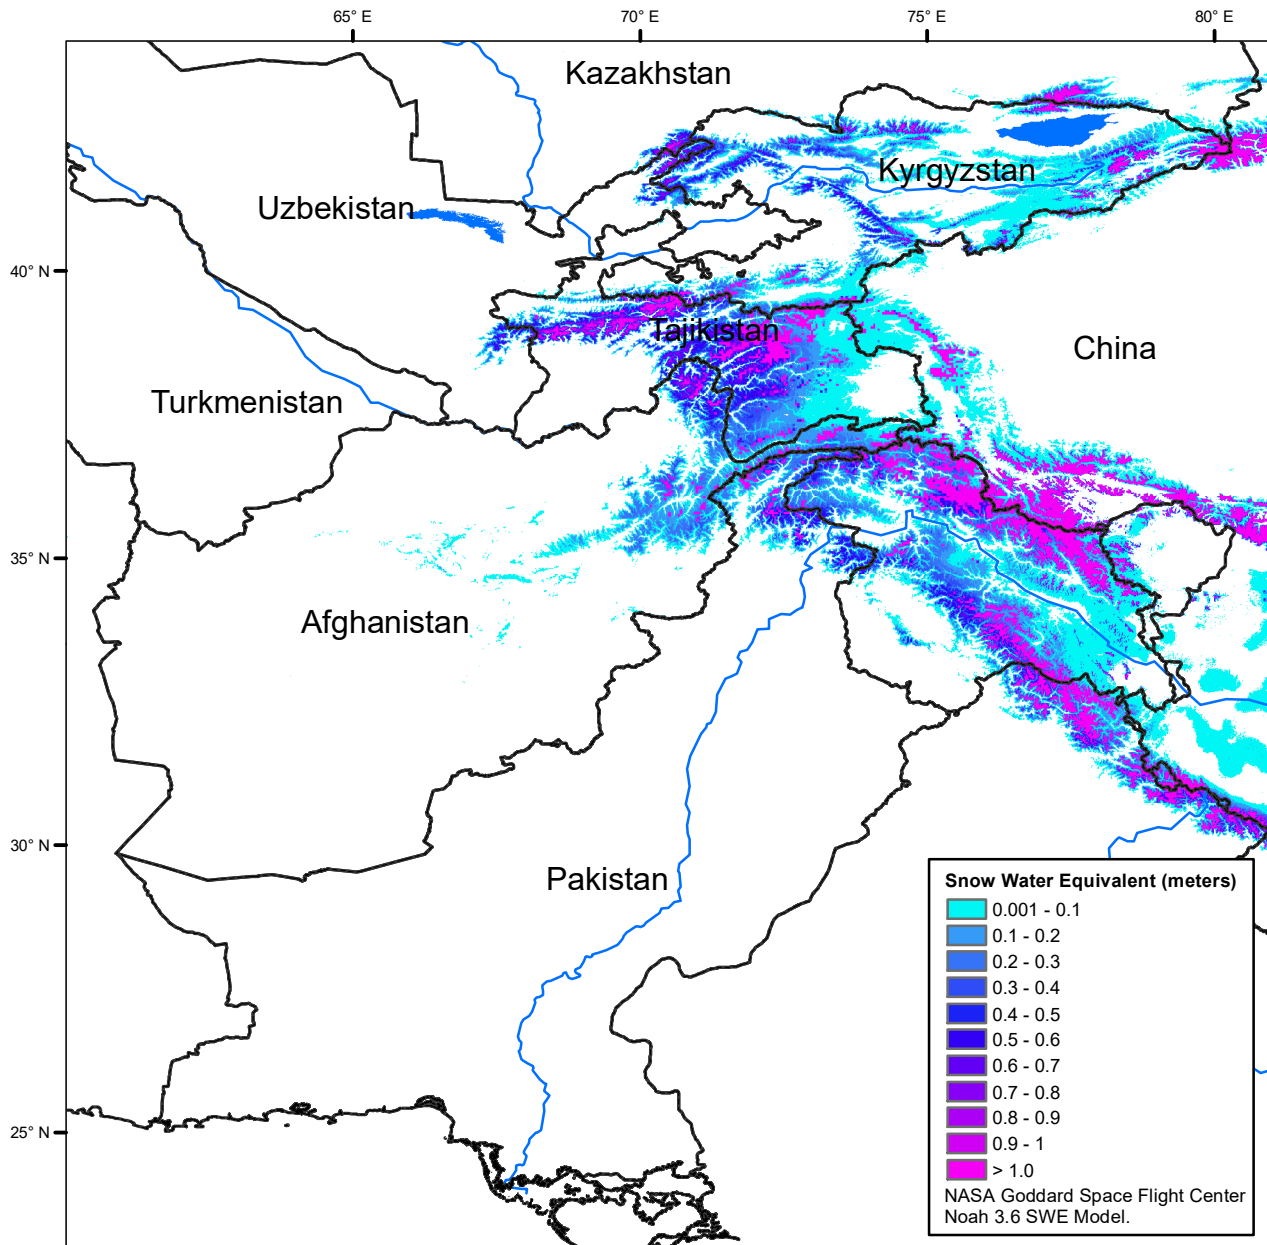 65° E
70° E
75° E
80° E
Kazakhstan
Kyrgyzstan
Uzbekistan
40° N
Tajikistan
China
Turkmenistan
35° N
Afghanistan
30° N
Pakistan
25° N
Snow Water Equivalent (meters)
0.001 - 0.1
0.1 - 0.2
0.2 - 0.3
0.3 - 0.4
0.4 - 0.5
0.5 - 0.6
0.6 - 0.7
0.7 - 0.8
0.8 - 0.9
0.9 - 1
> 1.0
NASA Goddard Space Flight Center
Noah 3.6 SWE Model.